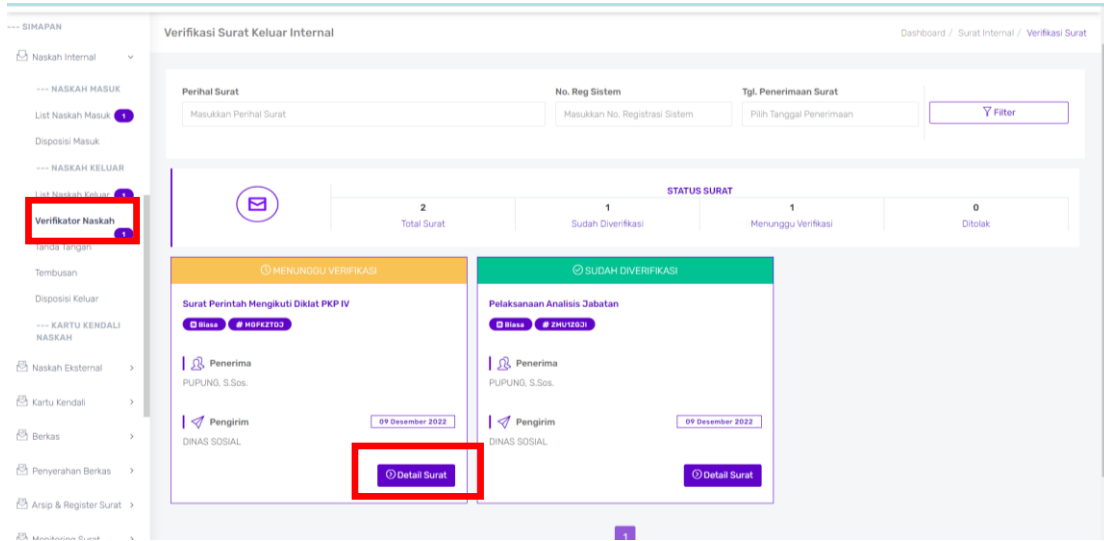 --- SIMAPAN
Naskah Internal
--- NASKAH MASUK
List Naskah Masuk 1
Disposisi Masuk
--- NASKAH KELUAR
List Naskah Keluar 1
Verifikator Naskah
1
Tanda Tangan
Tembusan
Disposisi Keluar
--- KARTU KENDALI
NASKAH
Naskah Eksternal
Kartu Kendali
Berkas
Penyerahan Berkas
Arsip & Register Surat
Monitoring Surat
Verifikasi Surat Keluar Internal
Dashboard / Surat Internal / Verifikasi Surat
Perihal Surat
Masukkan Perihal Surat
No. Reg Sistem
Masukkan No. Registrasi Sistem
Tgl. Penerimaan Surat
Pilih Tanggal Penerimaan
Filter
STATUS SURAT
2
Total Surat
1
Sudah Diverifikasi
1
Menunggu Verifikasi
0
Ditolak
MENUNGGU VERIFIKASI
Surat Perintah Mengikuti Diklat PKP IV
Biasa # MGFKZTOJ
Penerima
PUPUNG, S.Sos.
Pengirim
09 Desember 2022
DINAS SOSIAL
Detail Surat
SUDAH DIVERIFIKASI
Pelaksanaan Analisis Jabatan
Biasa # ZMU1ZGJI
Penerima
PUPUNG, S.Sos.
Pengirim
09 Desember 2022
DINAS SOSIAL
Detail Surat
1